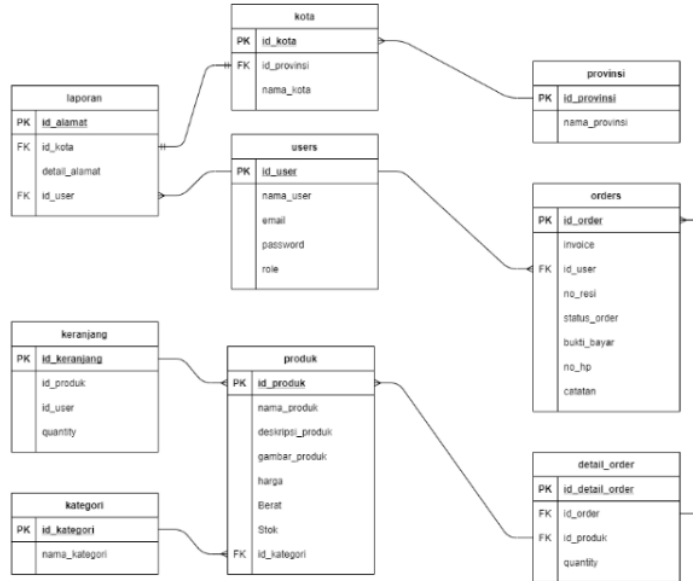 kota
PK id_kota
FK id_provinsi
nama_kota
provinsi
PK id_provinsi
nama_provinsi
laporan
PK id_alamat
FK id_kota
detail_alamat
FK id_user
users
PK id_user
nama_user
email
password
role
orders
PK id_order
invoice
FK id_user
no_resi
status_order
bukti_bayar
no_hp
catatan
keranjang
PK id_keranjang
id_produk
id_user
quantity
produk
PK id_produk
nama_produk
deskripsi_produk
gambar_produk
harga
Berat
Stok
FK id_kategori
kategori
PK id_kategori
nama_kategori
detail_order
PK id_detail_order
FK id_order
FK id_produk
quantity